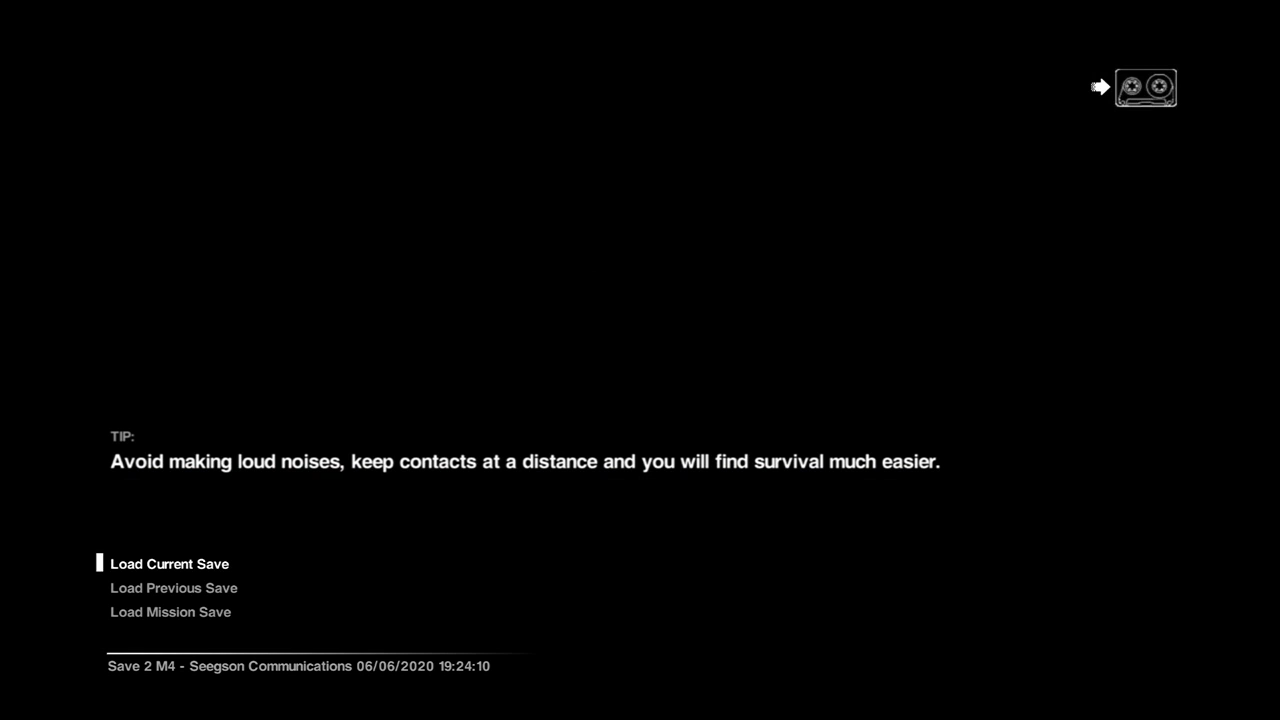 TIP:
Avoid making loud noises, keep contacts at a distance and you will find survival much easier.
Load Current Save
Load Previous Save
Load Mission Save
Save 2 M4 - Seegson Communications 06/06/2020 19:24:10